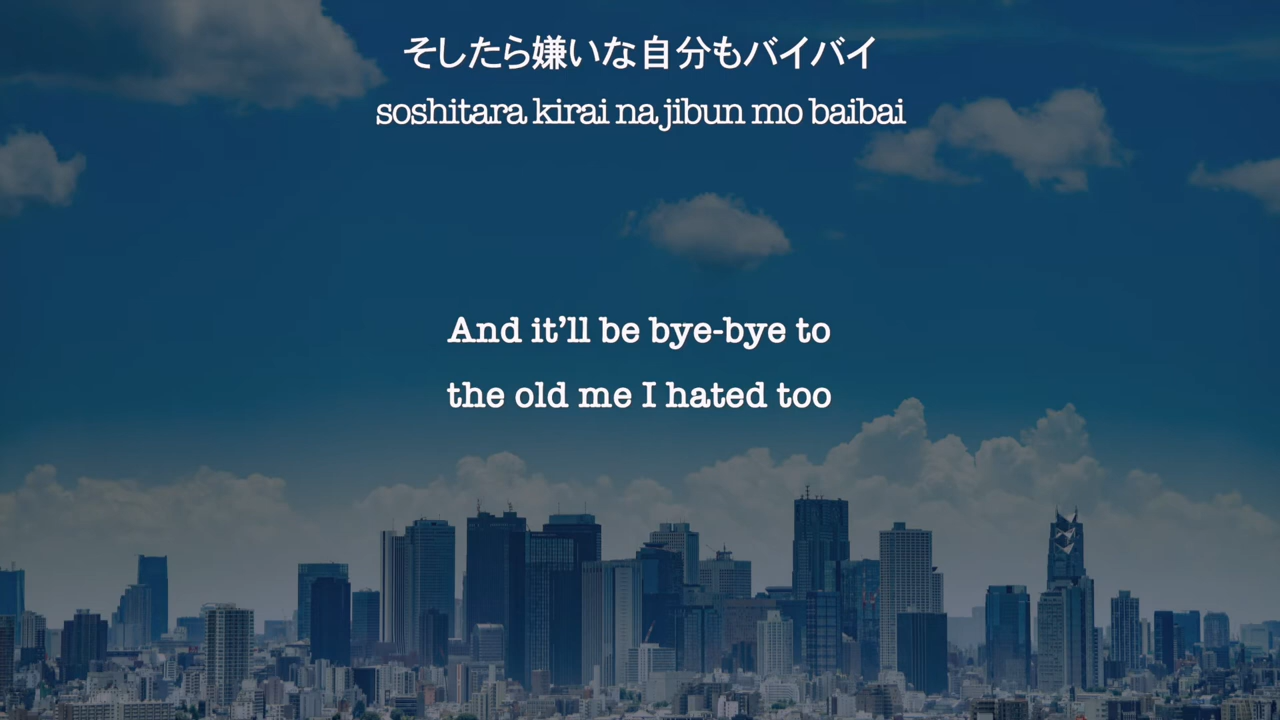 そしたら嫌いな自分もバイバイ
soshitara kirai na jibun mo baibai
And it’ll be bye-bye to
the old me I hated too